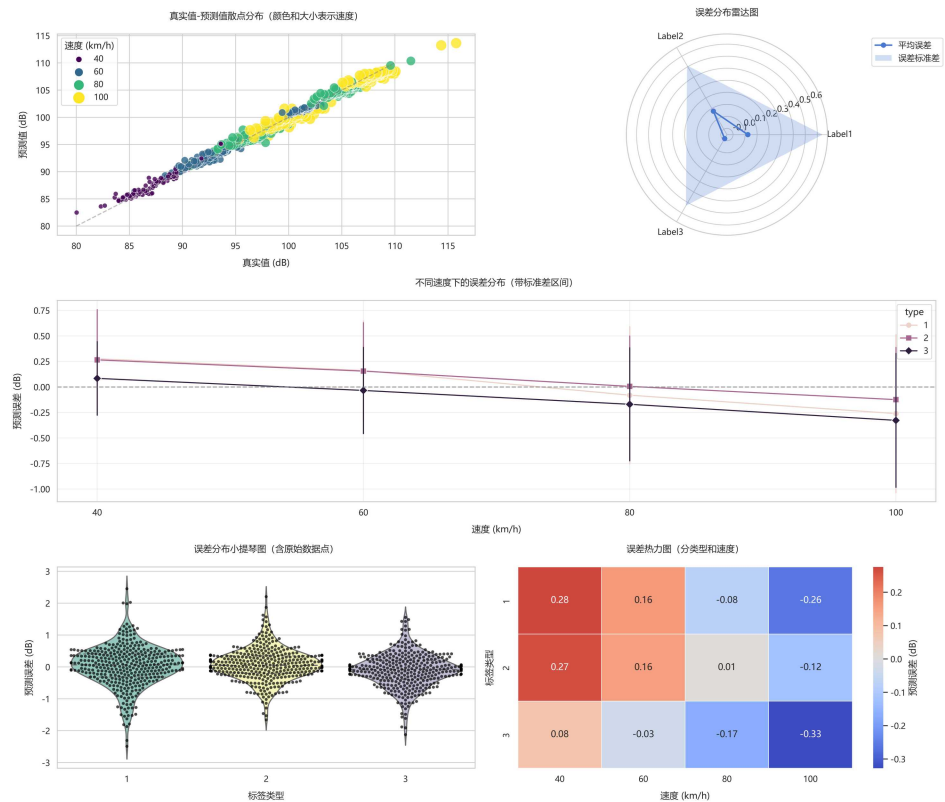 真实值-预测值散点分布（颜色和大小表示速度）
预测值 (dB)
115
110
105
100
95
90
85
80
速度 (km/h)
40
60
80
100
80 85 90 95 100 105 110 115
真实值 (dB)
误差分布雷达图
Label2
Label1
Label3
-0.1 0.0 0.1 0.2 0.3 0.4 0.5 0.6
平均误差
误差标准差
不同速度下的误差分布（带标准差区间）
预测误差 (dB)
0.75
0.50
0.25
0.00
-0.25
-0.50
-0.75
-1.00
type
1
2
3
40 60 80 100
速度 (km/h)
误差分布小提琴图（含原始数据点）
预测误差 (dB)
3
2
1
0
-1
-2
-3
1 2 3
标签类型
误差热力图（分类型和速度）
标签类型
1 0.28 0.16 -0.08 -0.26
2 0.27 0.16 0.01 -0.12
3 0.08 -0.03 -0.17 -0.33
40 60 80 100
速度 (km/h)
0.2
0.1
0.0
-0.1
-0.2
-0.3
预测误差 (dB)